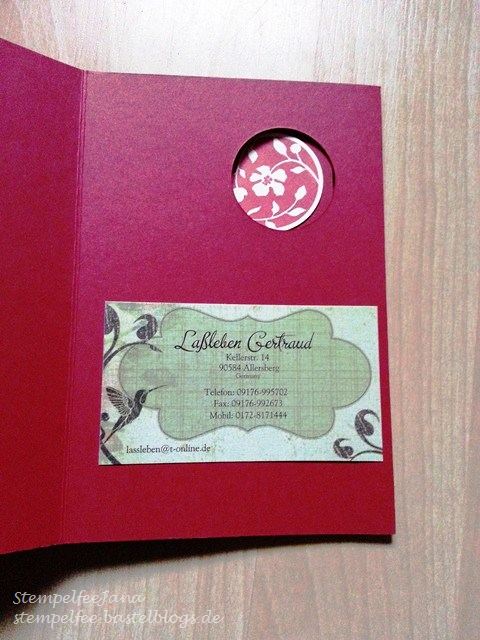 Laßleben Gertraud
Kellerstr. 14
90584 Allersberg
Germany
Telefon: 09176-995702
Fax: 09176-992673
Mobil: 0172-8171444
lassleben@t-online.de
StempelfeeJana
stempelfee.bastelblogs.de